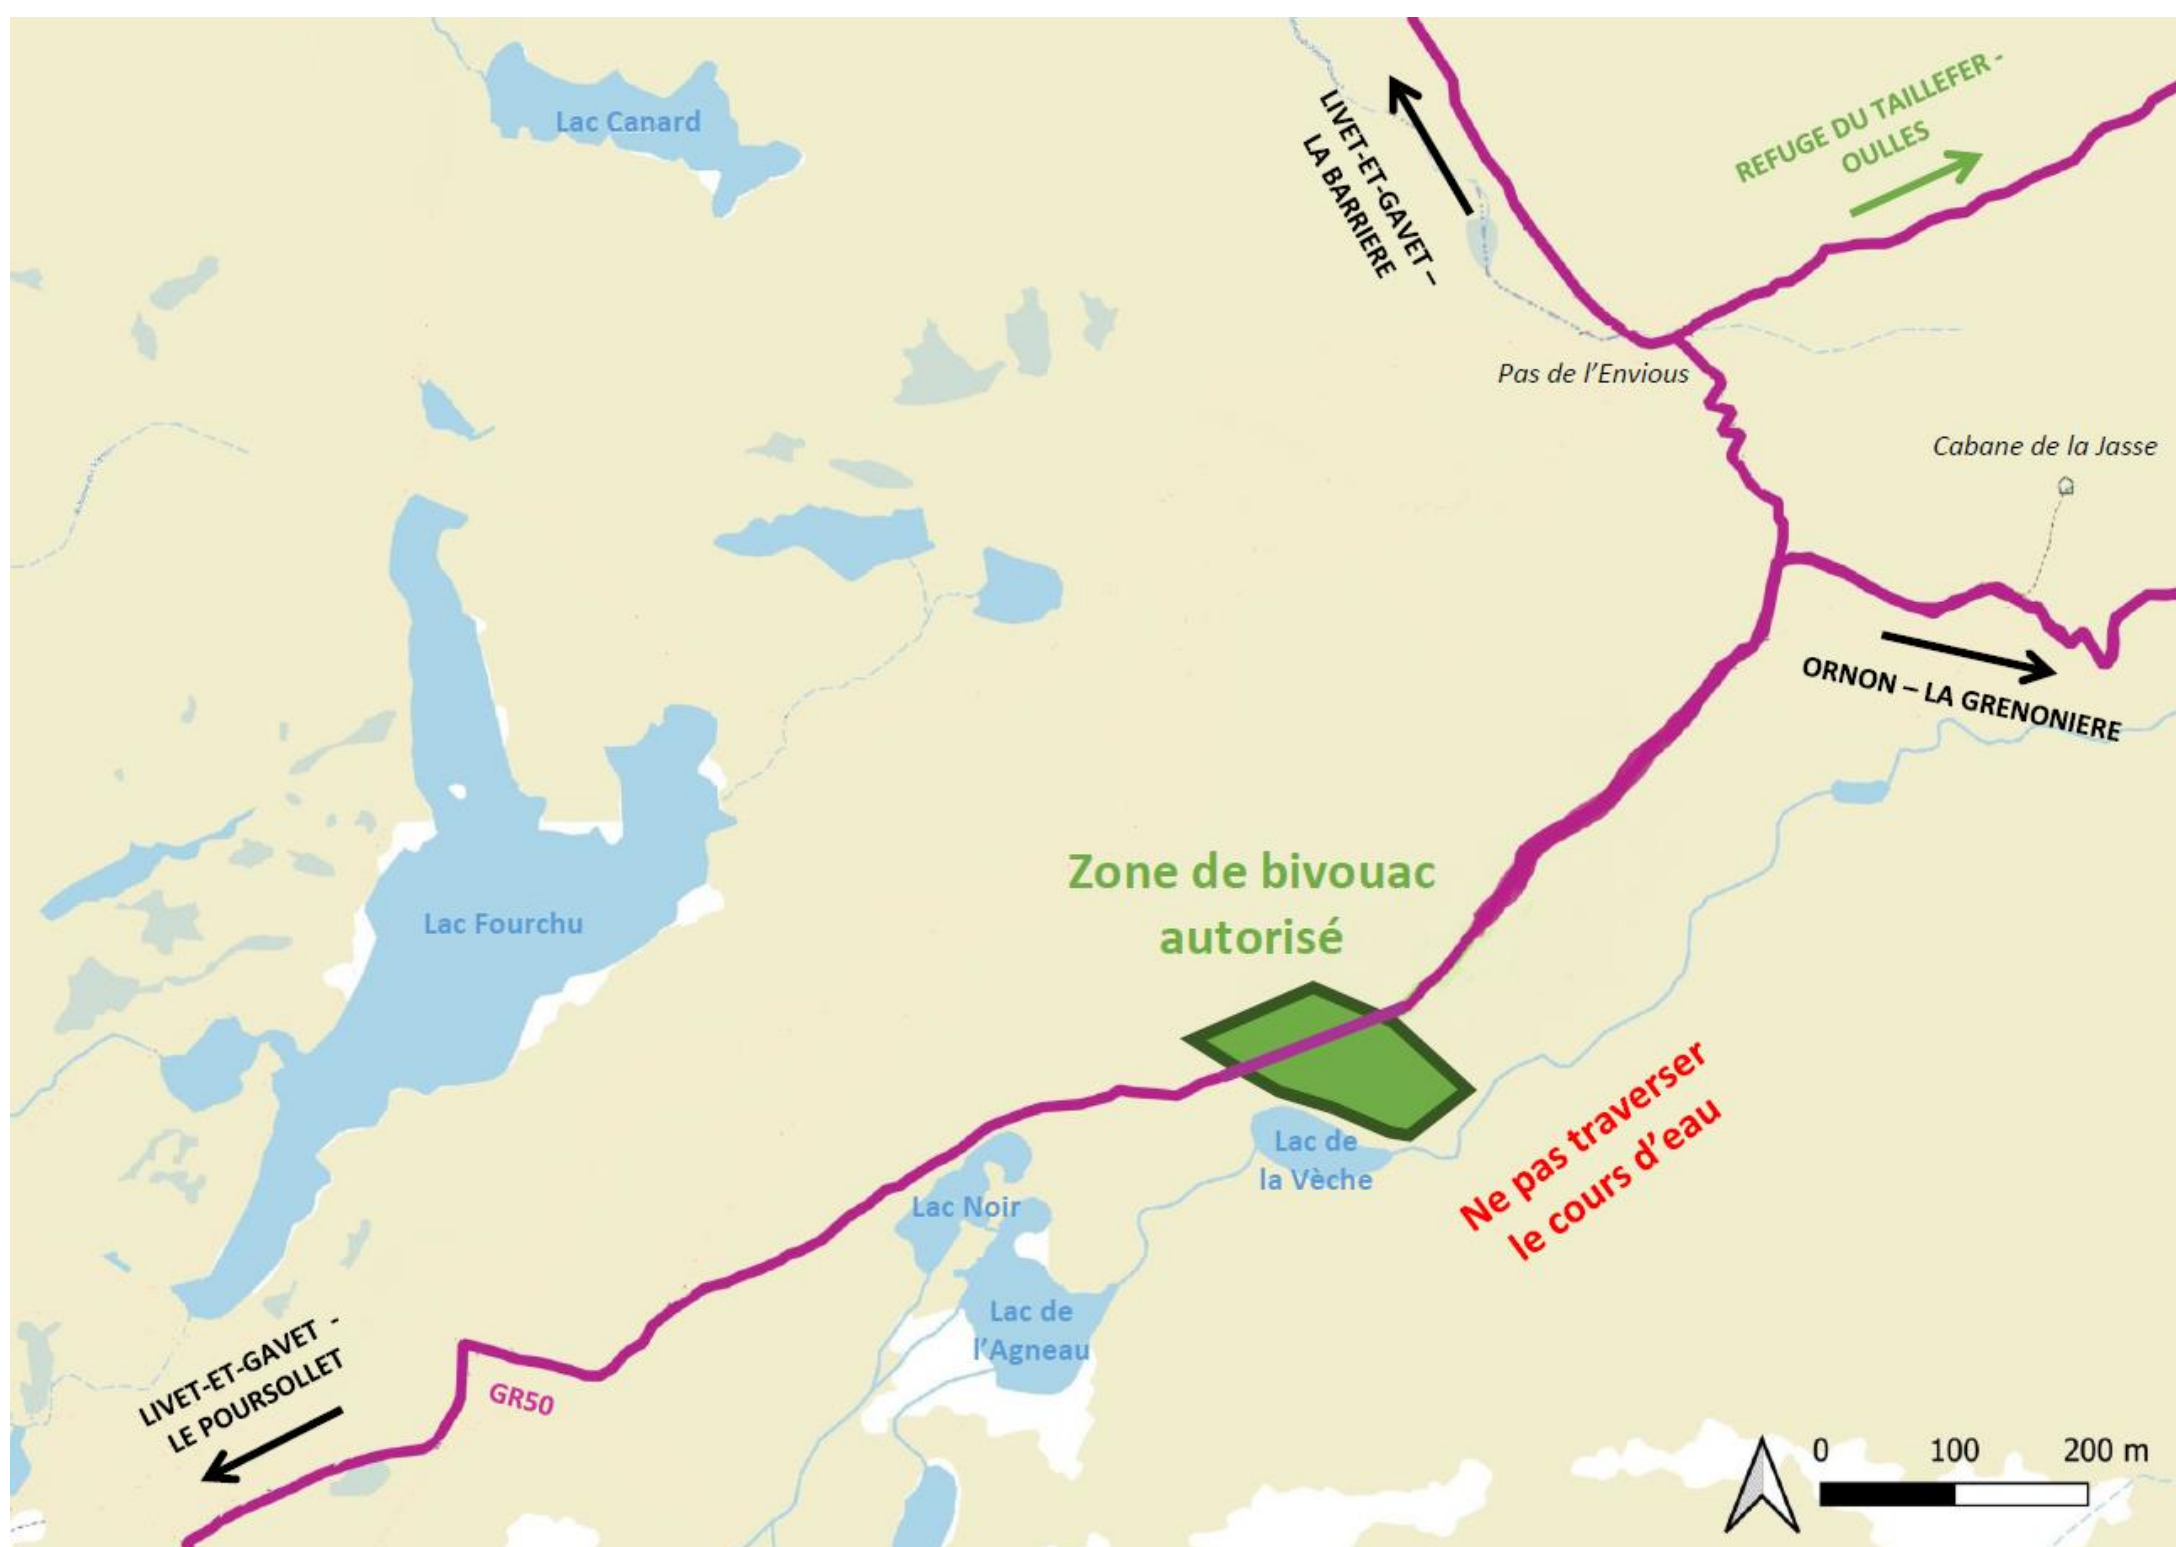 Lac Canard
LIVET-ET-GAVET –
LA BARRIERE
REFUGE DU TAILLEFER -
OULLES
Pas de l’Envious
Cabane de la Jasse
ORNON – LA GRENONIERE
Zone de bivouac
autorisé
Lac Fourchu
Ne pas traverser
le cours d’eau
Lac de
la Vèche
Lac Noir
Lac de
l’Agneau
LIVET-ET-GAVET -
LE POURSOLLET
GR50
0 100 200 m